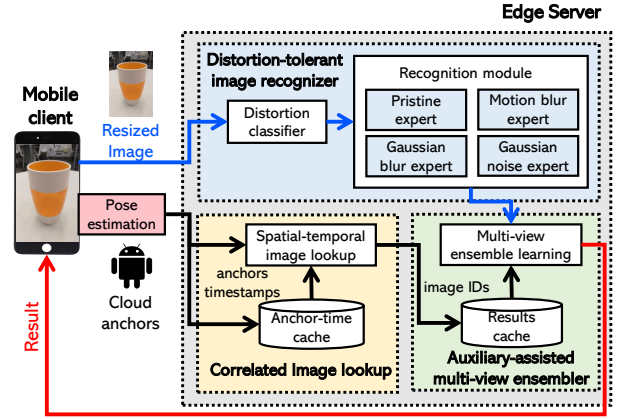 Edge Server
Distortion-tolerant
image recognizer
Recognition module
Mobile
client
Resized
Image
Distortion
classifier
Pristine
expert
Motion blur
expert
Gaussian
blur expert
Gaussian
noise expert
Pose
estimation
Spatial-temporal
image lookup
Multi-view
ensemble learning
anchors
timestamps
image IDs
Cloud
anchors
Anchor-time
cache
Results
cache
Result
Correlated Image lookup
Auxiliary-assisted
multi-view ensembler